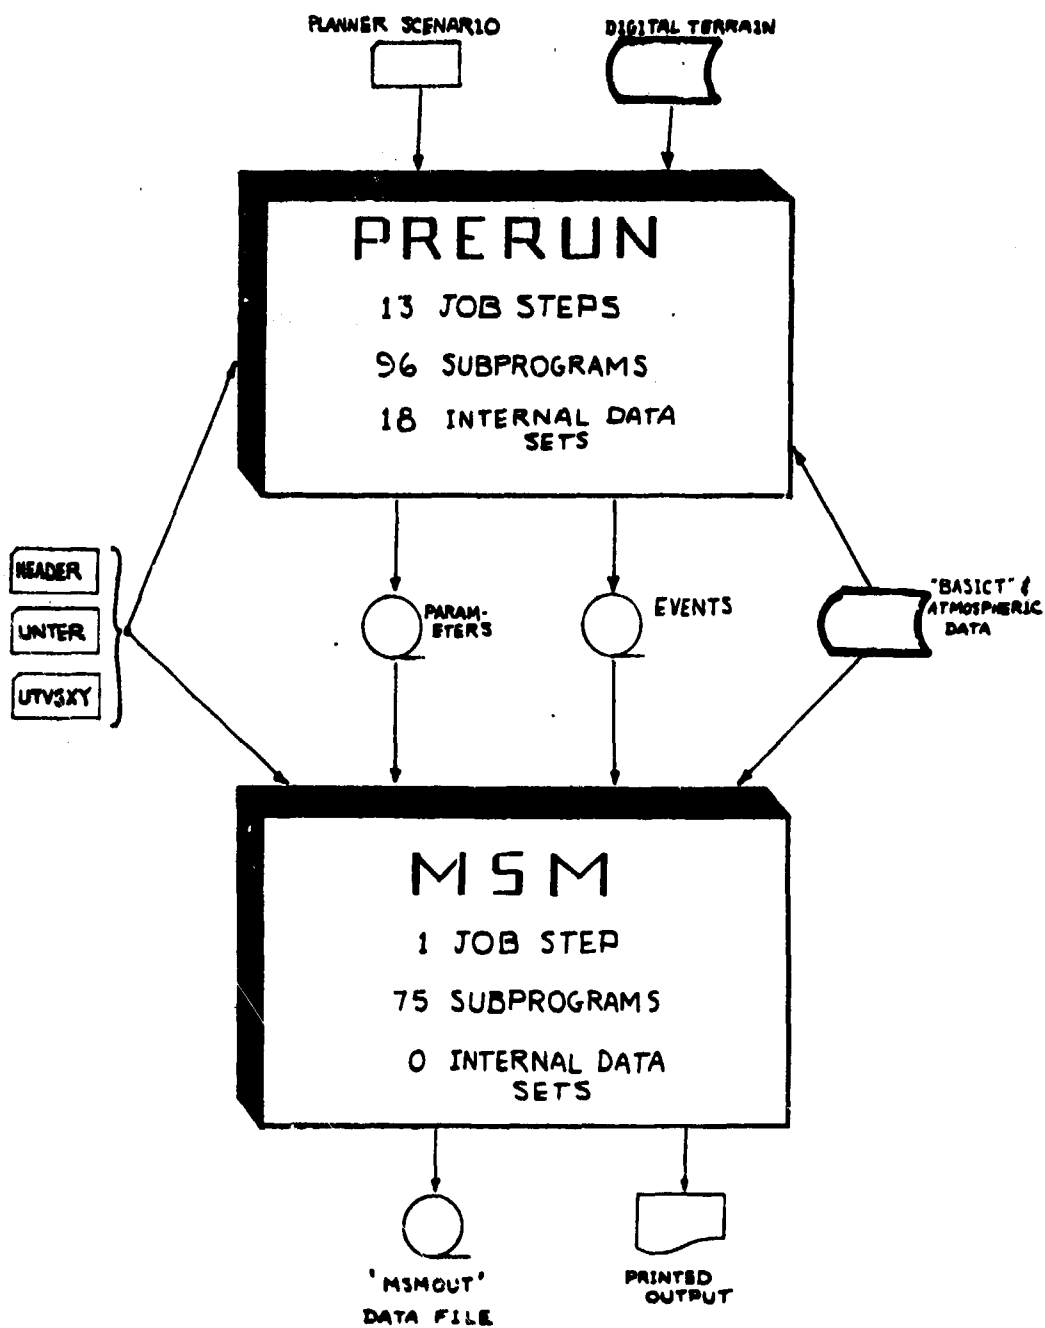 PLANNER SCENARIO
DIGITAL TERRAIN
PRERUN
13 JOB STEPS
96 SUBPROGRAMS
18 INTERNAL DATA
SETS
HEADER
UNTER
UTVSXY
PARAM-
ETERS
EVENTS
"BASICT" &
ATMOSPHERIC
DATA
MSM
1 JOB STEP
75 SUBPROGRAMS
0 INTERNAL DATA
SETS
'MSMOUT'
DATA FILE
PRINTED
OUTPUT